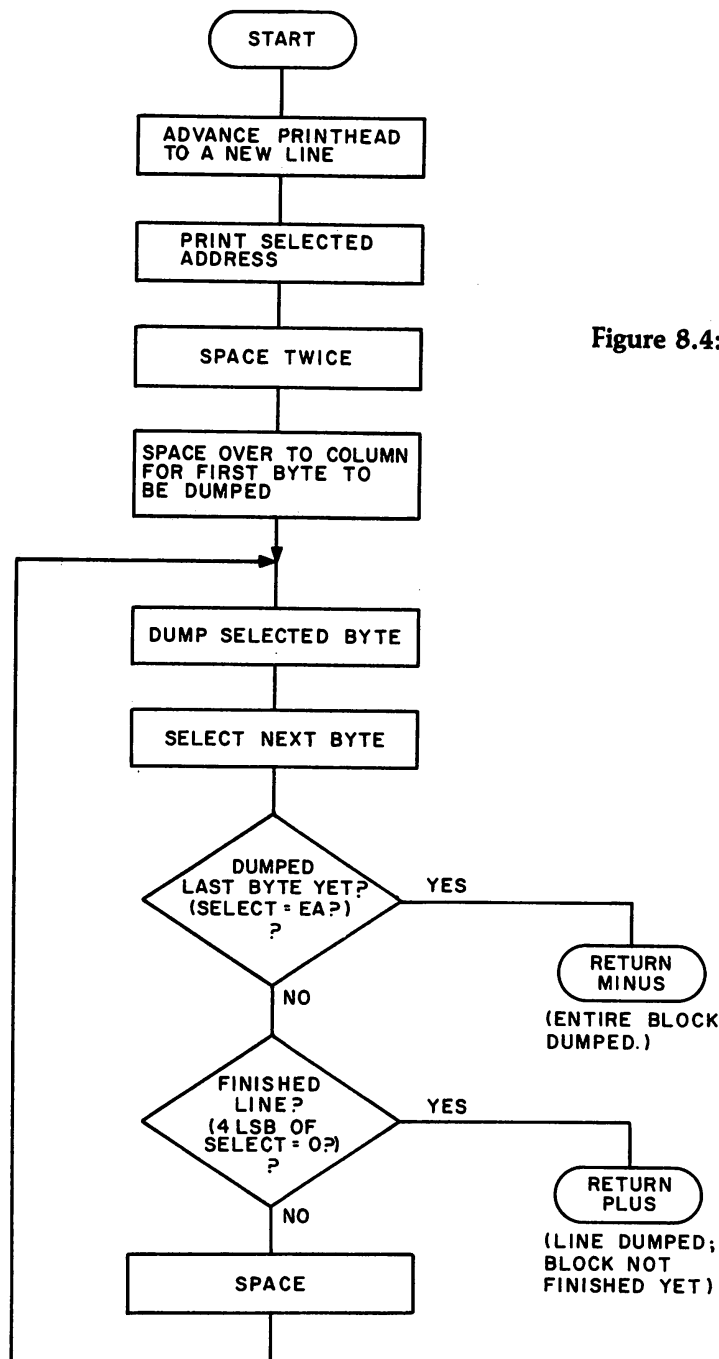 START
ADVANCE PRINTHEAD
TO A NEW LINE
PRINT SELECTED
ADDRESS
SPACE TWICE
Figure 8.4:
SPACE OVER TO COLUMN
FOR FIRST BYTE TO
BE DUMPED
DUMP SELECTED BYTE
SELECT NEXT BYTE
DUMPED
LAST BYTE YET?
(SELECT = EA?)
?
YES
RETURN
MINUS
(ENTIRE BLOCK
DUMPED.)
NO
FINISHED
LINE?
(4 LSB OF
SELECT = 0?)
?
YES
RETURN
PLUS
(LINE DUMPED;
BLOCK NOT
FINISHED YET)
NO
SPACE